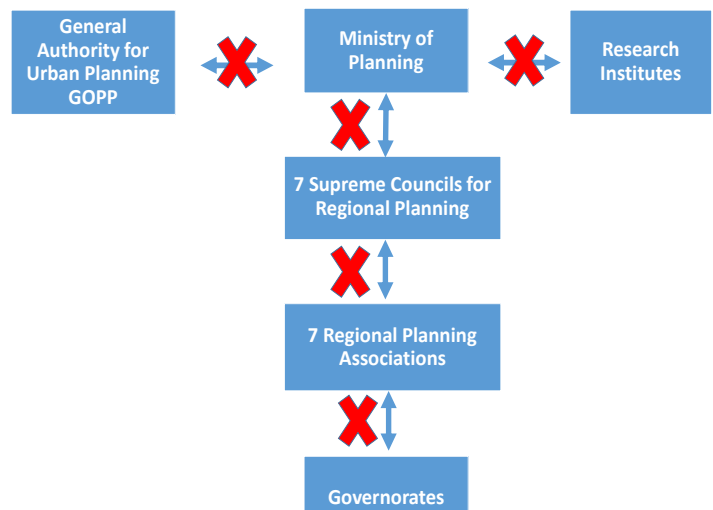 General
Authority for
Urban Planning
GOPP
Ministry of
Planning
Research
Institutes
7 Supreme Councils for
Regional Planning
7 Regional Planning
Associations
Governorates